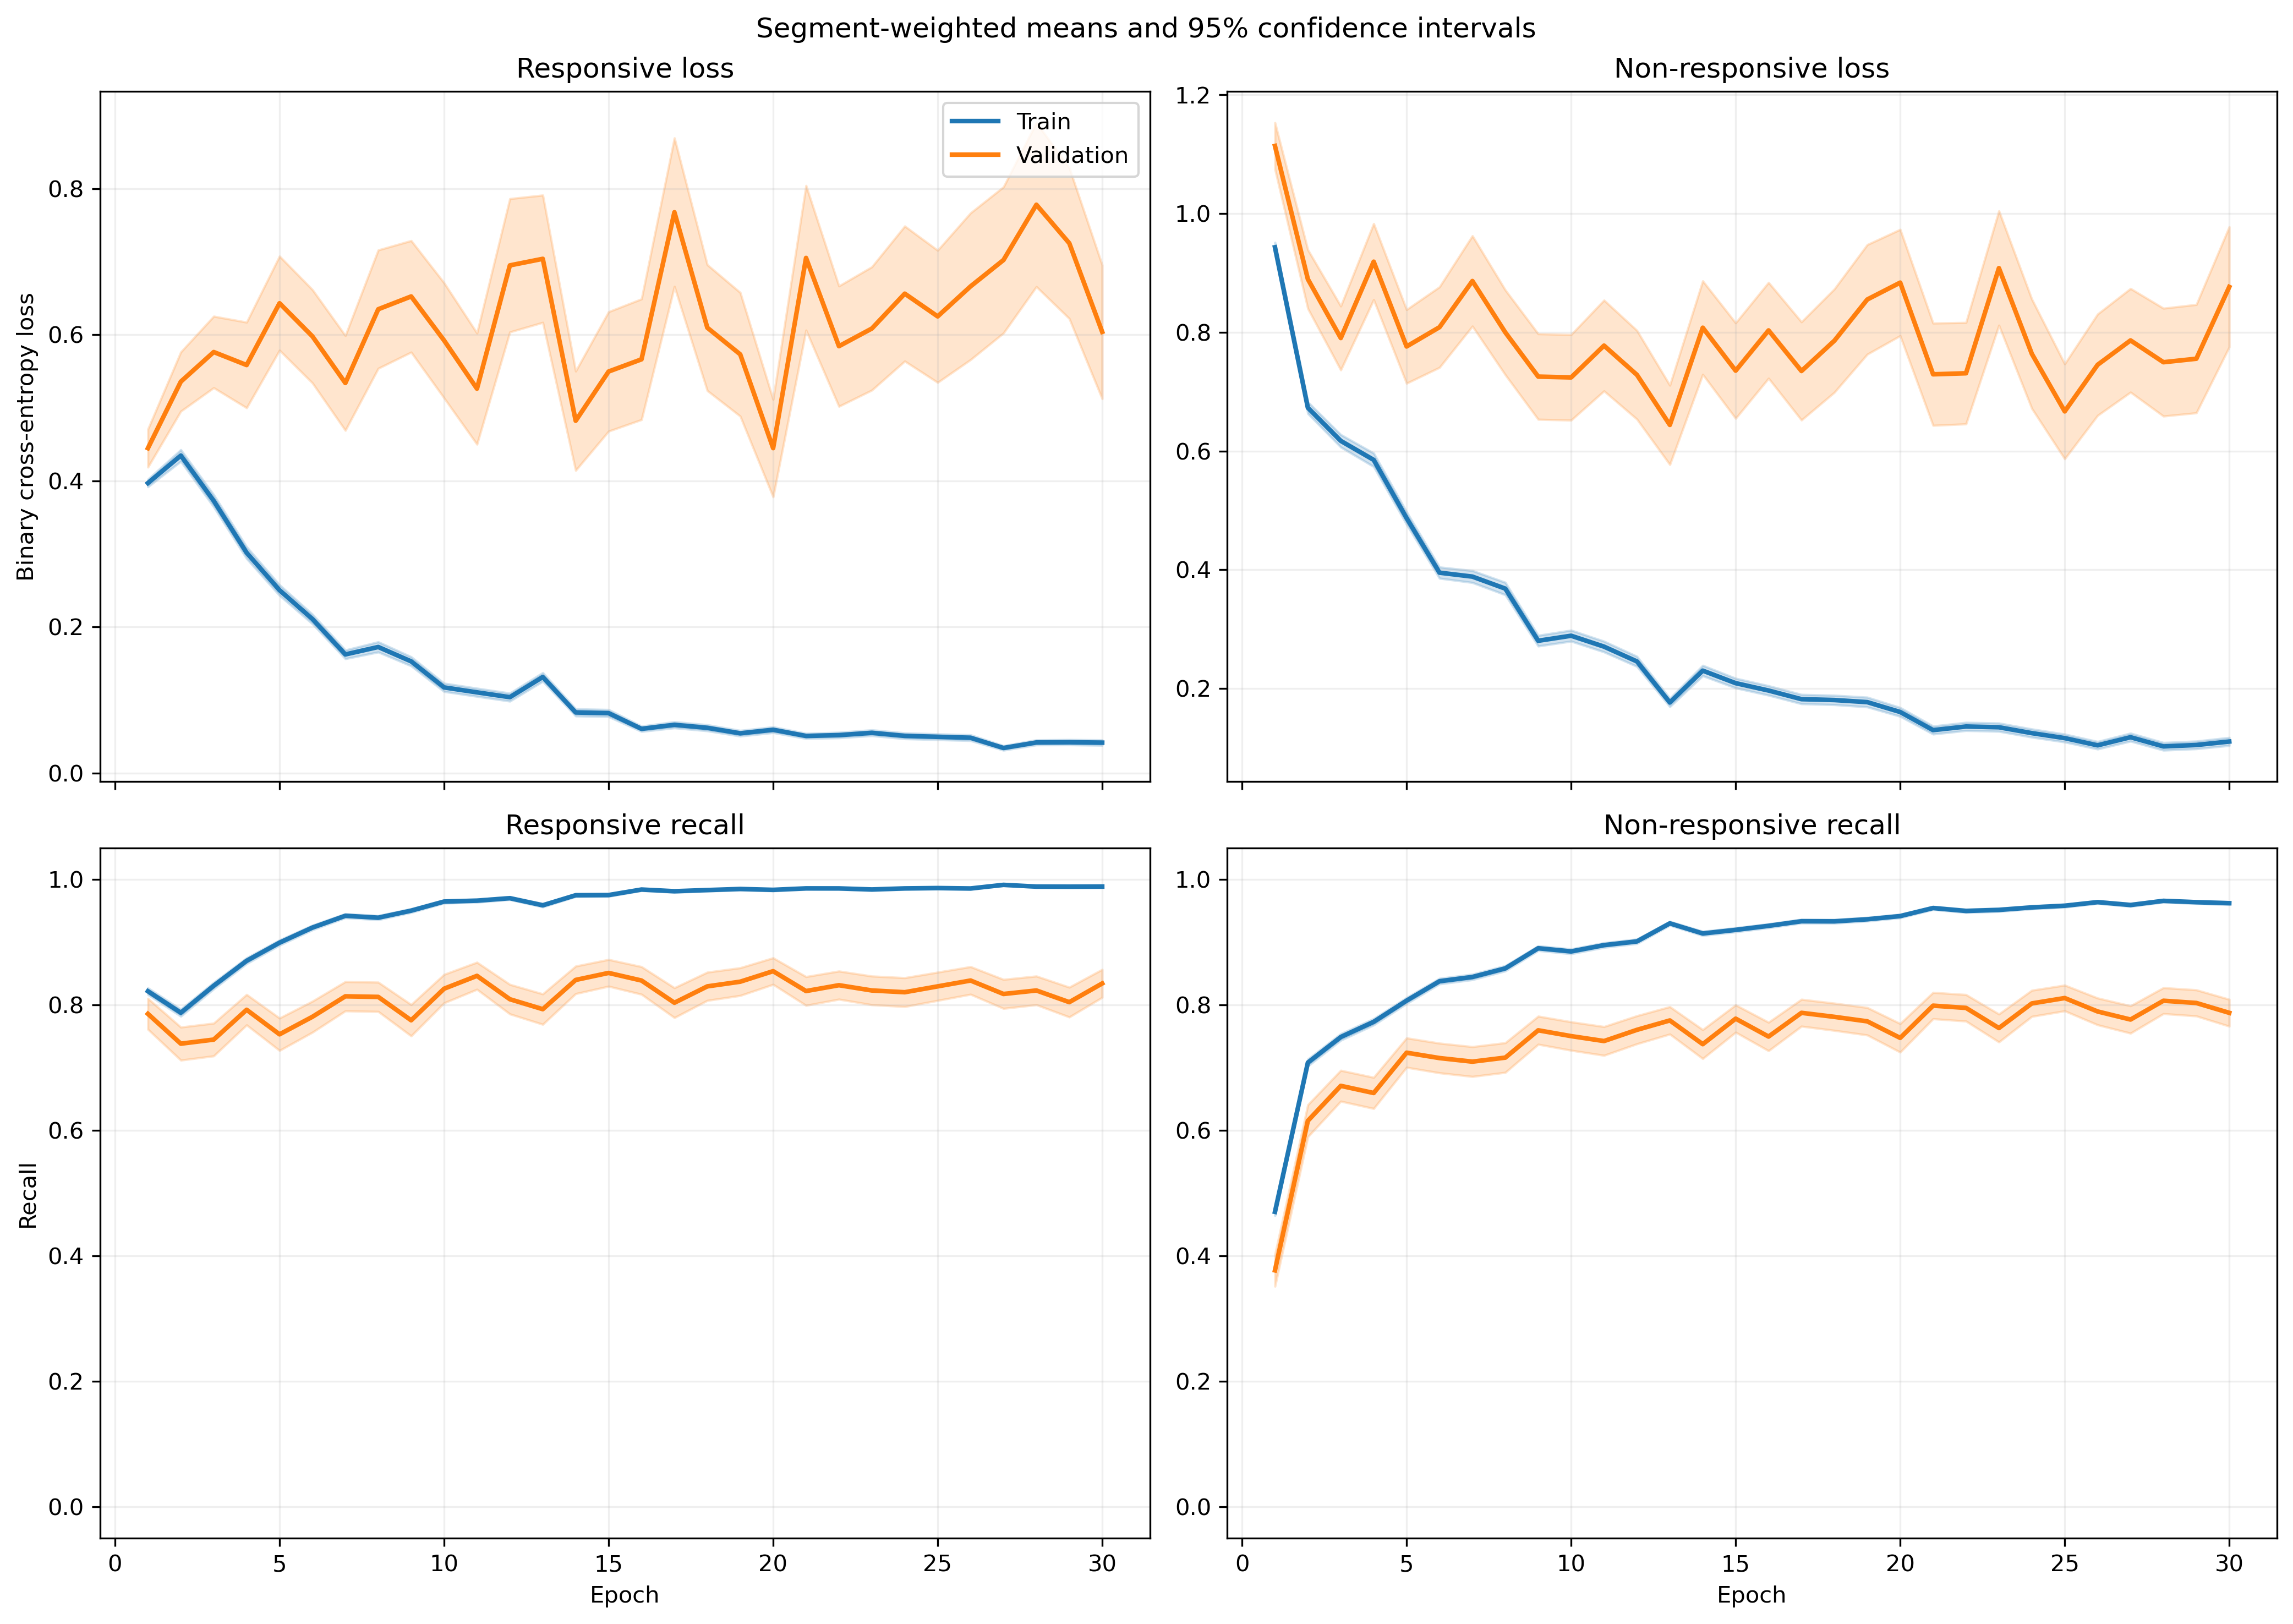 Segment-weighted means and 95% confidence intervals
Responsive loss
Non-responsive loss
Train
Validation
Binary cross-entropy loss
0.8
0.6
0.4
0.2
0.0
1.2
1.0
0.8
0.6
0.4
0.2
Responsive recall
Non-responsive recall
Recall
1.0
0.8
0.6
0.4
0.2
0.0
0 5 10 15 20 25 30
Epoch
1.0
0.8
0.6
0.4
0.2
0.0
0 5 10 15 20 25 30
Epoch